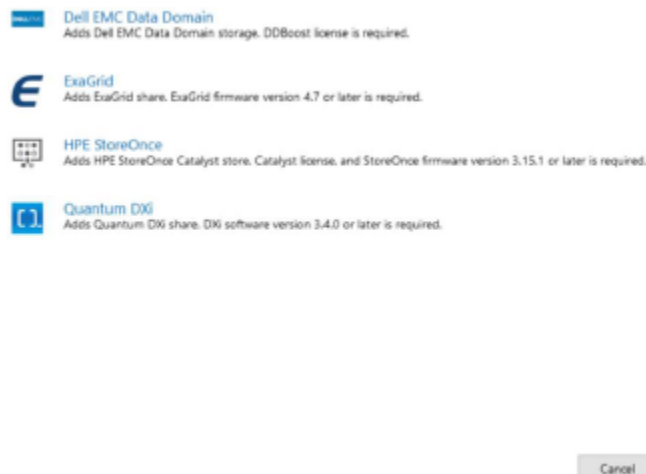 Dell EMC Data Domain
Adds Dell EMC Data Domain storage. DDBoost license is required.
ExaGrid
Adds ExaGrid share. ExaGrid firmware version 4.7 or later is required.
HPE StoreOnce
Adds HPE StoreOnce Catalyst store. Catalyst license, and StoreOnce firmware version 3.15.1 or later is required.
Quantum DXi
Adds Quantum DXi share. DXi software version 3.4.0 or later is required.
Cancel